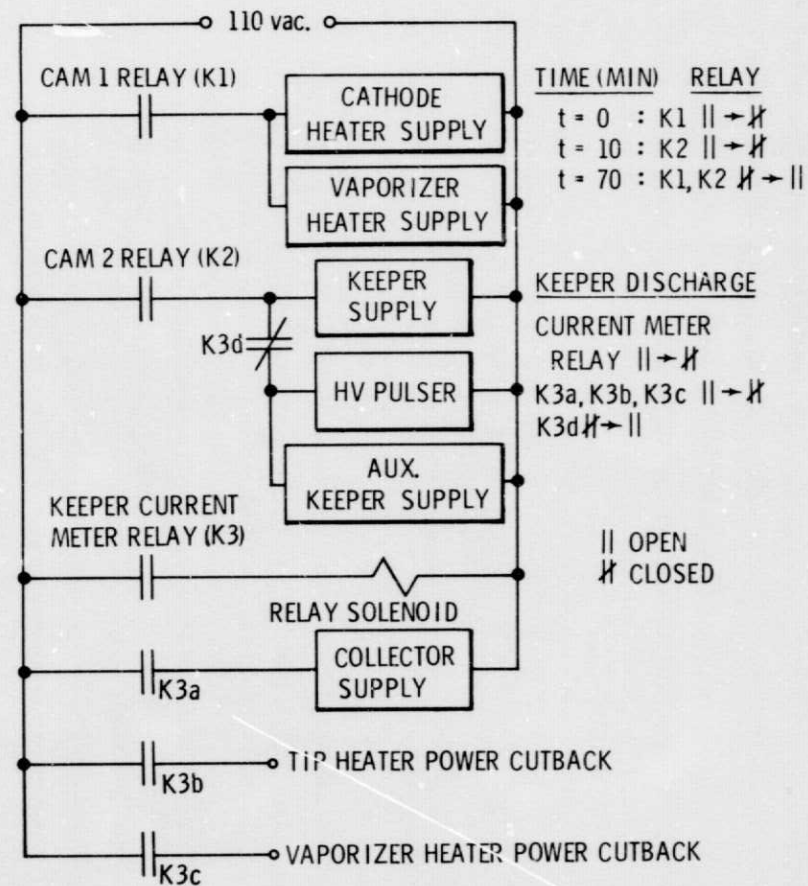 110 vac.
CAM 1 RELAY (K1)
CATHODE
HEATER SUPPLY
VAPORIZER
HEATER SUPPLY
TIME (MIN) RELAY
t = 0 : K1 || → \#
t = 10 : K2 || → \#
t = 70 : K1, K2 \# → ||
CAM 2 RELAY (K2)
KEEPER
SUPPLY
K3d
HV PULSER
AUX.
KEEPER SUPPLY
KEEPER DISCHARGE
CURRENT METER
RELAY || → \#
K3a, K3b, K3c || → \#
K3d \# → ||
KEEPER CURRENT
METER RELAY (K3)
RELAY SOLENOID
|| OPEN
\# CLOSED
COLLECTOR
SUPPLY
K3a
TIP HEATER POWER CUTBACK
K3b
VAPORIZER HEATER POWER CUTBACK
K3c